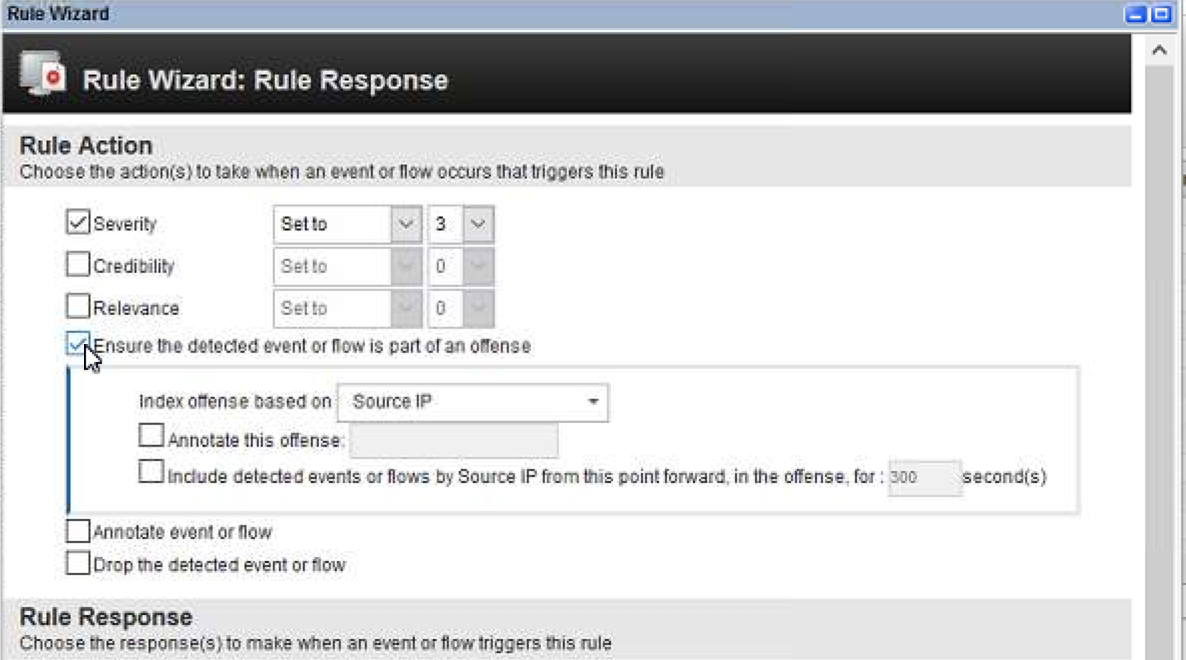 Rule Wizard
Rule Wizard: Rule Response
Rule Action
Choose the action(s) to take when an event or flow occurs that triggers this rule
Severity Set to 3
Credibility Set to 0
Relevance Set to 0
Ensure the detected event or flow is part of an offense
Index offense based on Source IP
Annotate this offense:
Include detected events or flows by Source IP from this point forward, in the offense, for : 300 second(s)
Annotate event or flow
Drop the detected event or flow
Rule Response
Choose the response(s) to make when an event or flow triggers this rule